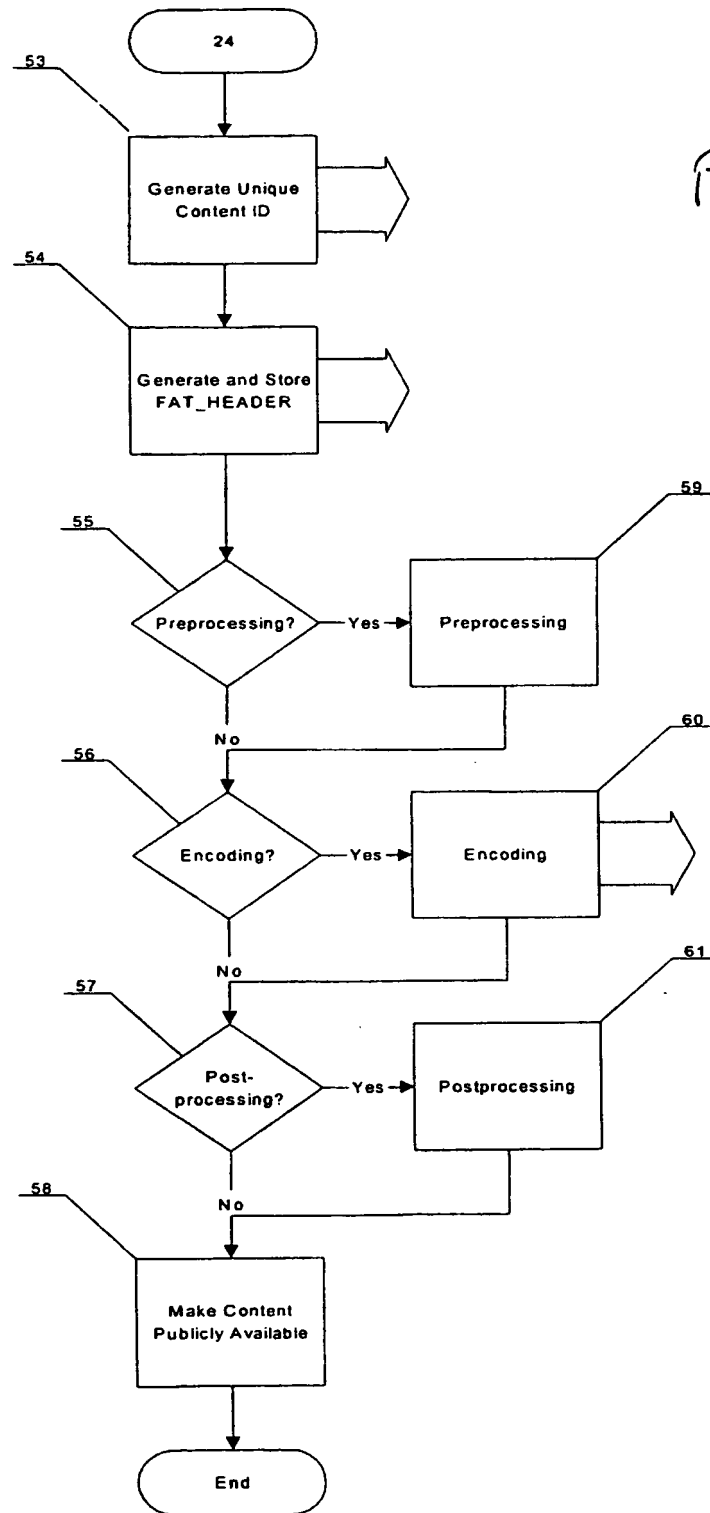 24
53
Generate Unique
Content ID
54
Generate and Store
FAT_HEADER
55
Preprocessing?
Yes
59
Preprocessing
No
56
Encoding?
Yes
60
Encoding
No
57
Post-
processing?
Yes
61
Postprocessing
No
58
Make Content
Publicly Available
End